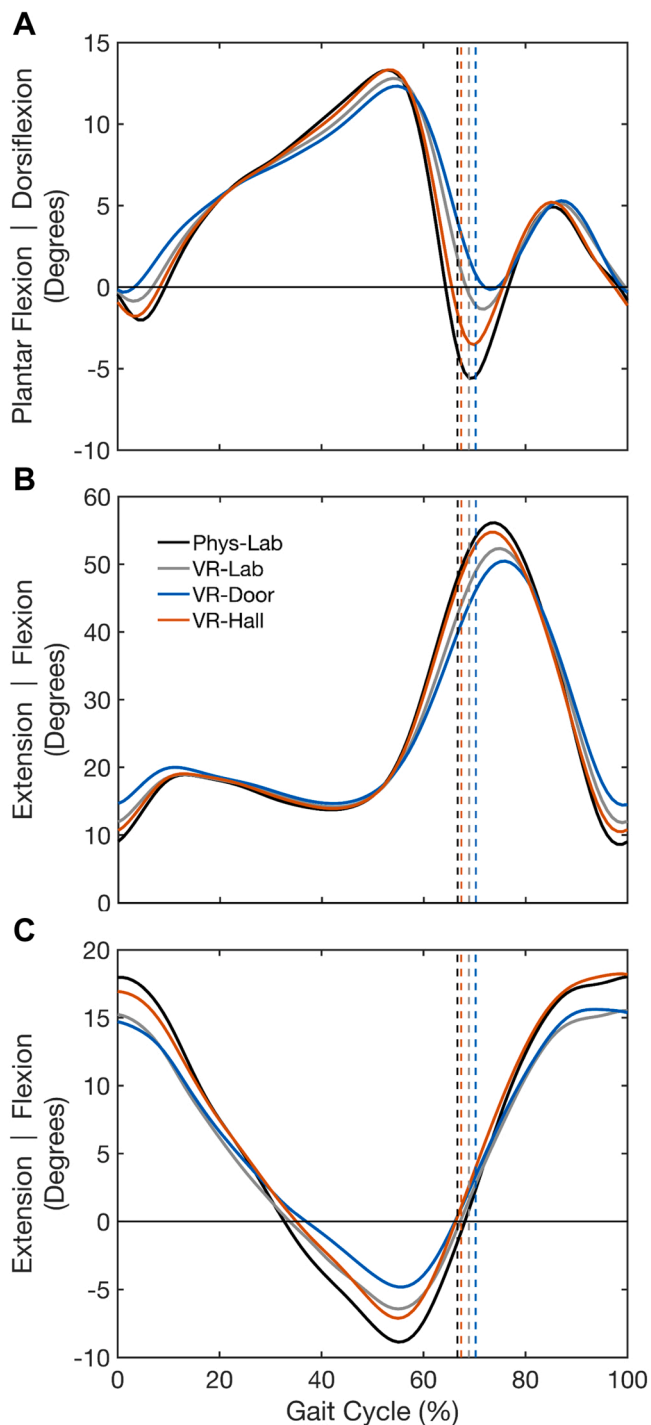 A
15
10
5
0
-5
-10
Plantar Flexion | Dorsiflexion
(Degrees)
B
60
50
40
30
20
10
0
Extension | Flexion
(Degrees)
Phys-Lab
VR-Lab
VR-Door
VR-Hall
C
20
15
10
5
0
-5
-10
Extension | Flexion
(Degrees)
0 20 40 60 80 100
Gait Cycle (%)